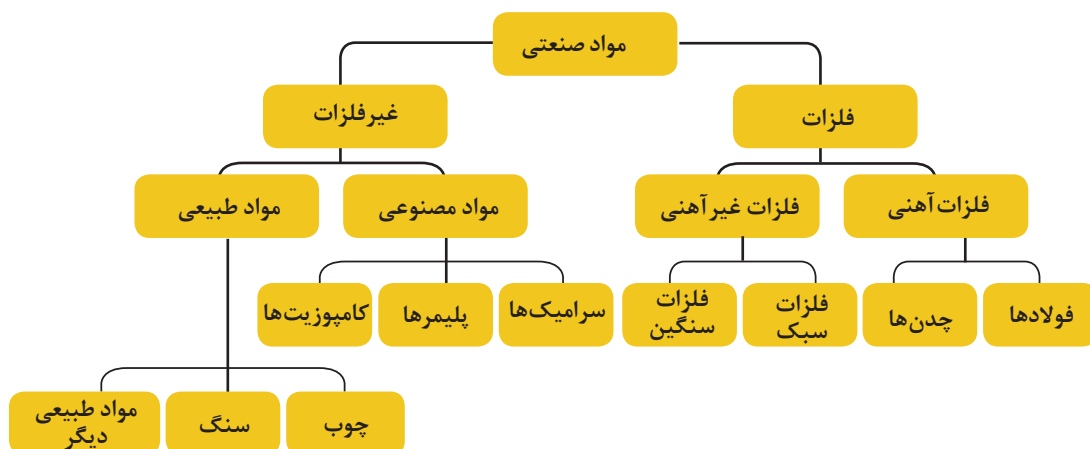 مواد صنعتی
فلزات
غیرفلزات
فلزات آهنی
فلزات غیرآهنی
مواد مصنوعی
مواد طبیعی
فولادها
چدن‌ها
فلزات
سبک
فلزات
سنگین
سرامیک‌ها
پلیمرها
کامپوزیت‌ها
چوب
سنگ
مواد طبیعی
دیگر